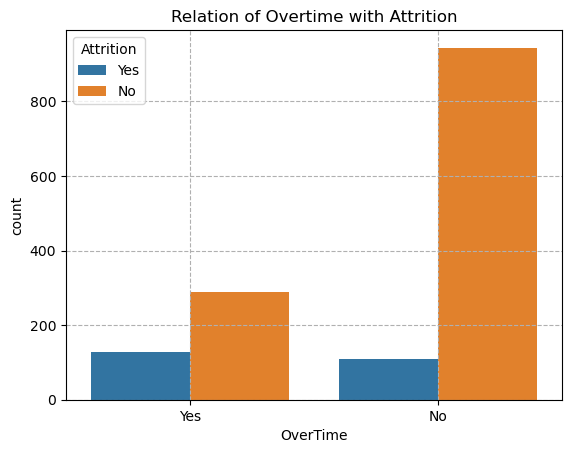 Relation of Overtime with Attrition
Attrition
Yes
No
800
600
400
200
0
count
Yes
No
OverTime